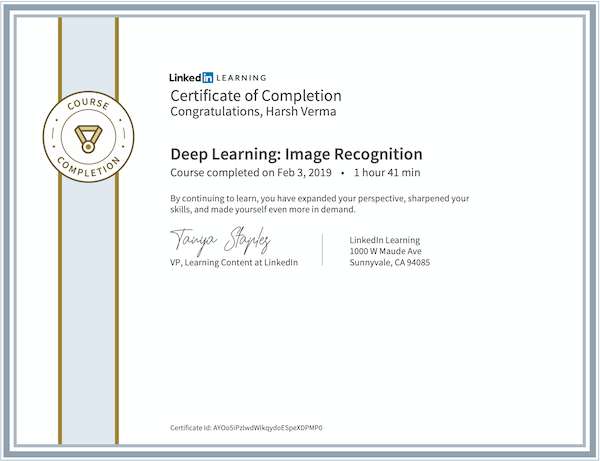 LinkedIn LEARNING
Certificate of Completion
Congratulations, Harsh Verma
COURSE
COMPLETION
Deep Learning: Image Recognition
Course completed on Feb 3, 2019 • 1 hour 41 min
By continuing to learn, you have expanded your perspective, sharpened your
skills, and made yourself even more in demand.
Tanya Staples
VP, Learning Content at LinkedIn
LinkedIn Learning
1000 W Maude Ave
Sunnyvale, CA 94085
Certificate Id: AYOo5iPzlwdWIkqydoESpeXDPMP0